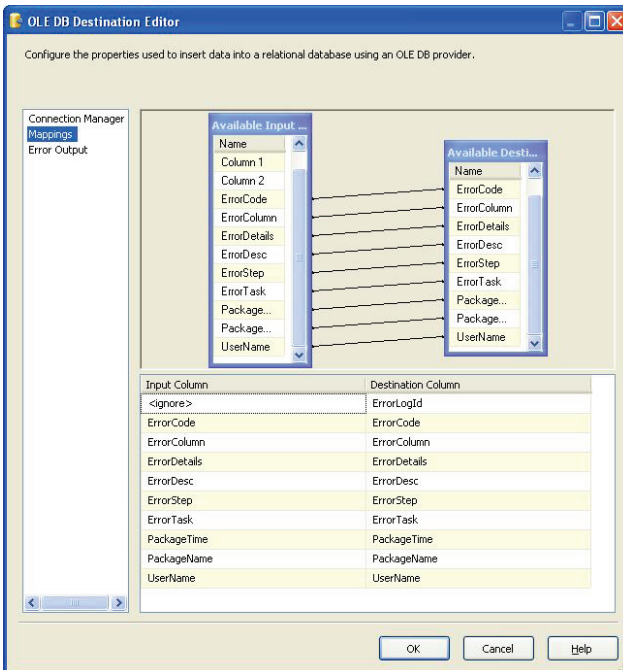 OLE DB Destination Editor
Configure the properties used to insert data into a relational database using an OLE DB provider.
Connection Manager
Mappings
Error Output
Available Input ...
Name
Column 1
Column 2
ErrorCode
ErrorColumn
ErrorDetails
ErrorDesc
ErrorStep
ErrorTask
Package...
Package...
UserName
Available Desti...
Name
ErrorCode
ErrorColumn
ErrorDetails
ErrorDesc
ErrorStep
ErrorTask
Package...
Package...
UserName
Input Column Destination Column
<ignore> ErrorLogId
ErrorCode ErrorCode
ErrorColumn ErrorColumn
ErrorDetails ErrorDetails
ErrorDesc ErrorDesc
ErrorStep ErrorStep
ErrorTask ErrorTask
PackageTime PackageTime
PackageName PackageName
UserName UserName
OK Cancel Help